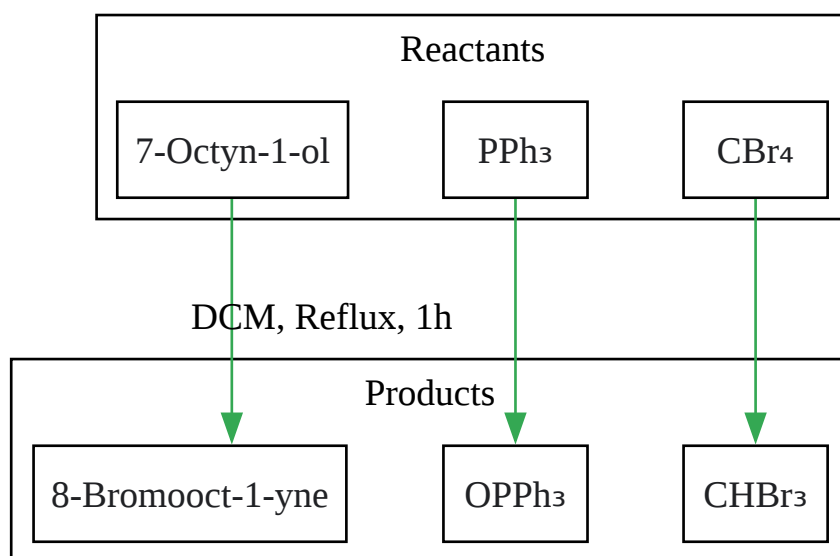 Reactants
7-Octyn-1-ol
PPh₃
CBr₄
DCM, Reflux, 1h
Products
8-Bromooct-1-yne
OPPh₃
CHBr₃